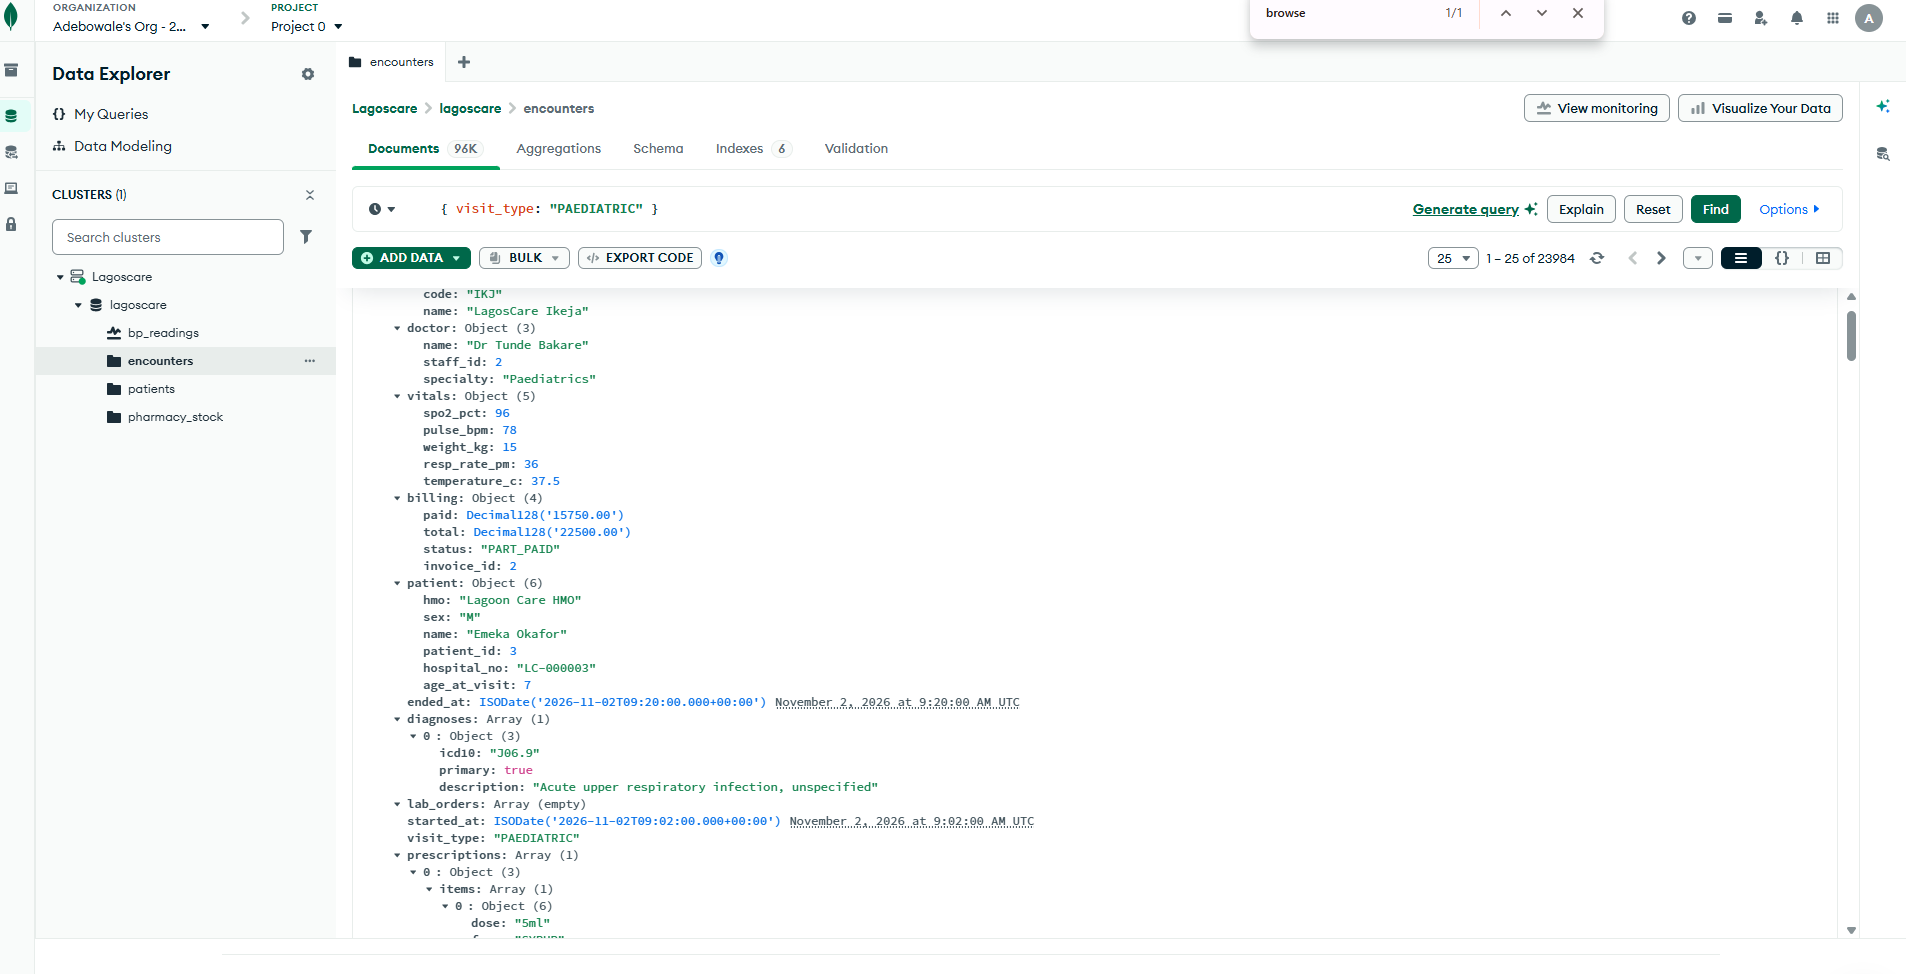 ORGANIZATION
Adebowale's Org - 2...
PROJECT
Project 0
browse
1/1
A
Data Explorer
My Queries
Data Modeling
CLUSTERS (1)
Search clusters
Lagoscare
lagoscare
bp_readings
encounters
patients
pharmacy_stock
encounters
Lagoscare > lagoscare > encounters
View monitoring
Visualize Your Data
Documents 96K
Aggregations
Schema
Indexes 6
Validation
{ visit_type: "PAEDIATRIC" }
Generate query
Explain
Reset
Find
Options
ADD DATA
BULK
EXPORT CODE
25
1 – 25 of 23984
code: "IKJ"
name: "LagosCare Ikeja"
doctor: Object (3)
name: "Dr Tunde Bakare"
staff_id: 2
specialty: "Paediatrics"
vitals: Object (5)
spo2_pct: 96
pulse_bpm: 78
weight_kg: 15
resp_rate_pm: 36
temperature_c: 37.5
billing: Object (4)
paid: Decimal128('15750.00')
total: Decimal128('22500.00')
status: "PART_PAID"
invoice_id: 2
patient: Object (6)
hmo: "Lagoon Care HMO"
sex: "M"
name: "Emeka Okafor"
patient_id: 3
hospital_no: "LC-000003"
age_at_visit: 7
ended_at: ISODate('2026-11-02T09:20:00.000+00:00') November 2, 2026 at 9:20:00 AM UTC
diagnoses: Array (1)
0 : Object (3)
icd10: "J06.9"
primary: true
description: "Acute upper respiratory infection, unspecified"
lab_orders: Array (empty)
started_at: ISODate('2026-11-02T09:02:00.000+00:00') November 2, 2026 at 9:02:00 AM UTC
visit_type: "PAEDIATRIC"
prescriptions: Array (1)
0 : Object (3)
items: Array (1)
0 : Object (6)
dose: "5ml"